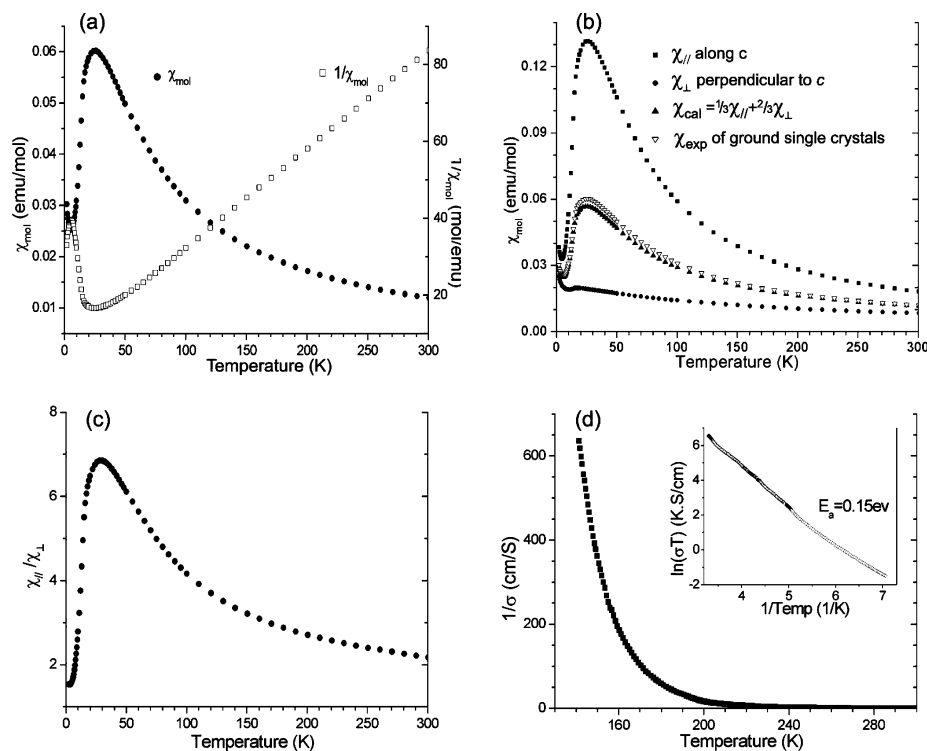 (a)
0.06
0.05
0.04
0.03
0.02
0.01
χmol (emu/mol)
● χmol
□ 1/χmol
80
60
40
20
1/χmol (mol/emu)
0 50 100 150 200 250 300
Temperature (K)
(b)
0.12
0.09
0.06
0.03
0.00
χmol (emu/mol)
■ χ// along c
● χ⊥ perpendicular to c
▲ χcal =1/3χ//+2/3χ⊥
▽ χexp of ground single crystals
0 50 100 150 200 250 300
Temperature (K)
(c)
8
6
4
2
χ///χ⊥
0 50 100 150 200 250 300
Temperature (K)
(d)
600
400
200
0
1/σ (cm/S)
130 160 200 240 280
Temperature (K)
6
4
2
0
-2
ln(σT) (K.S/cm)
Ea=0.15ev
4 5 6 7
1/Temp (1/K)